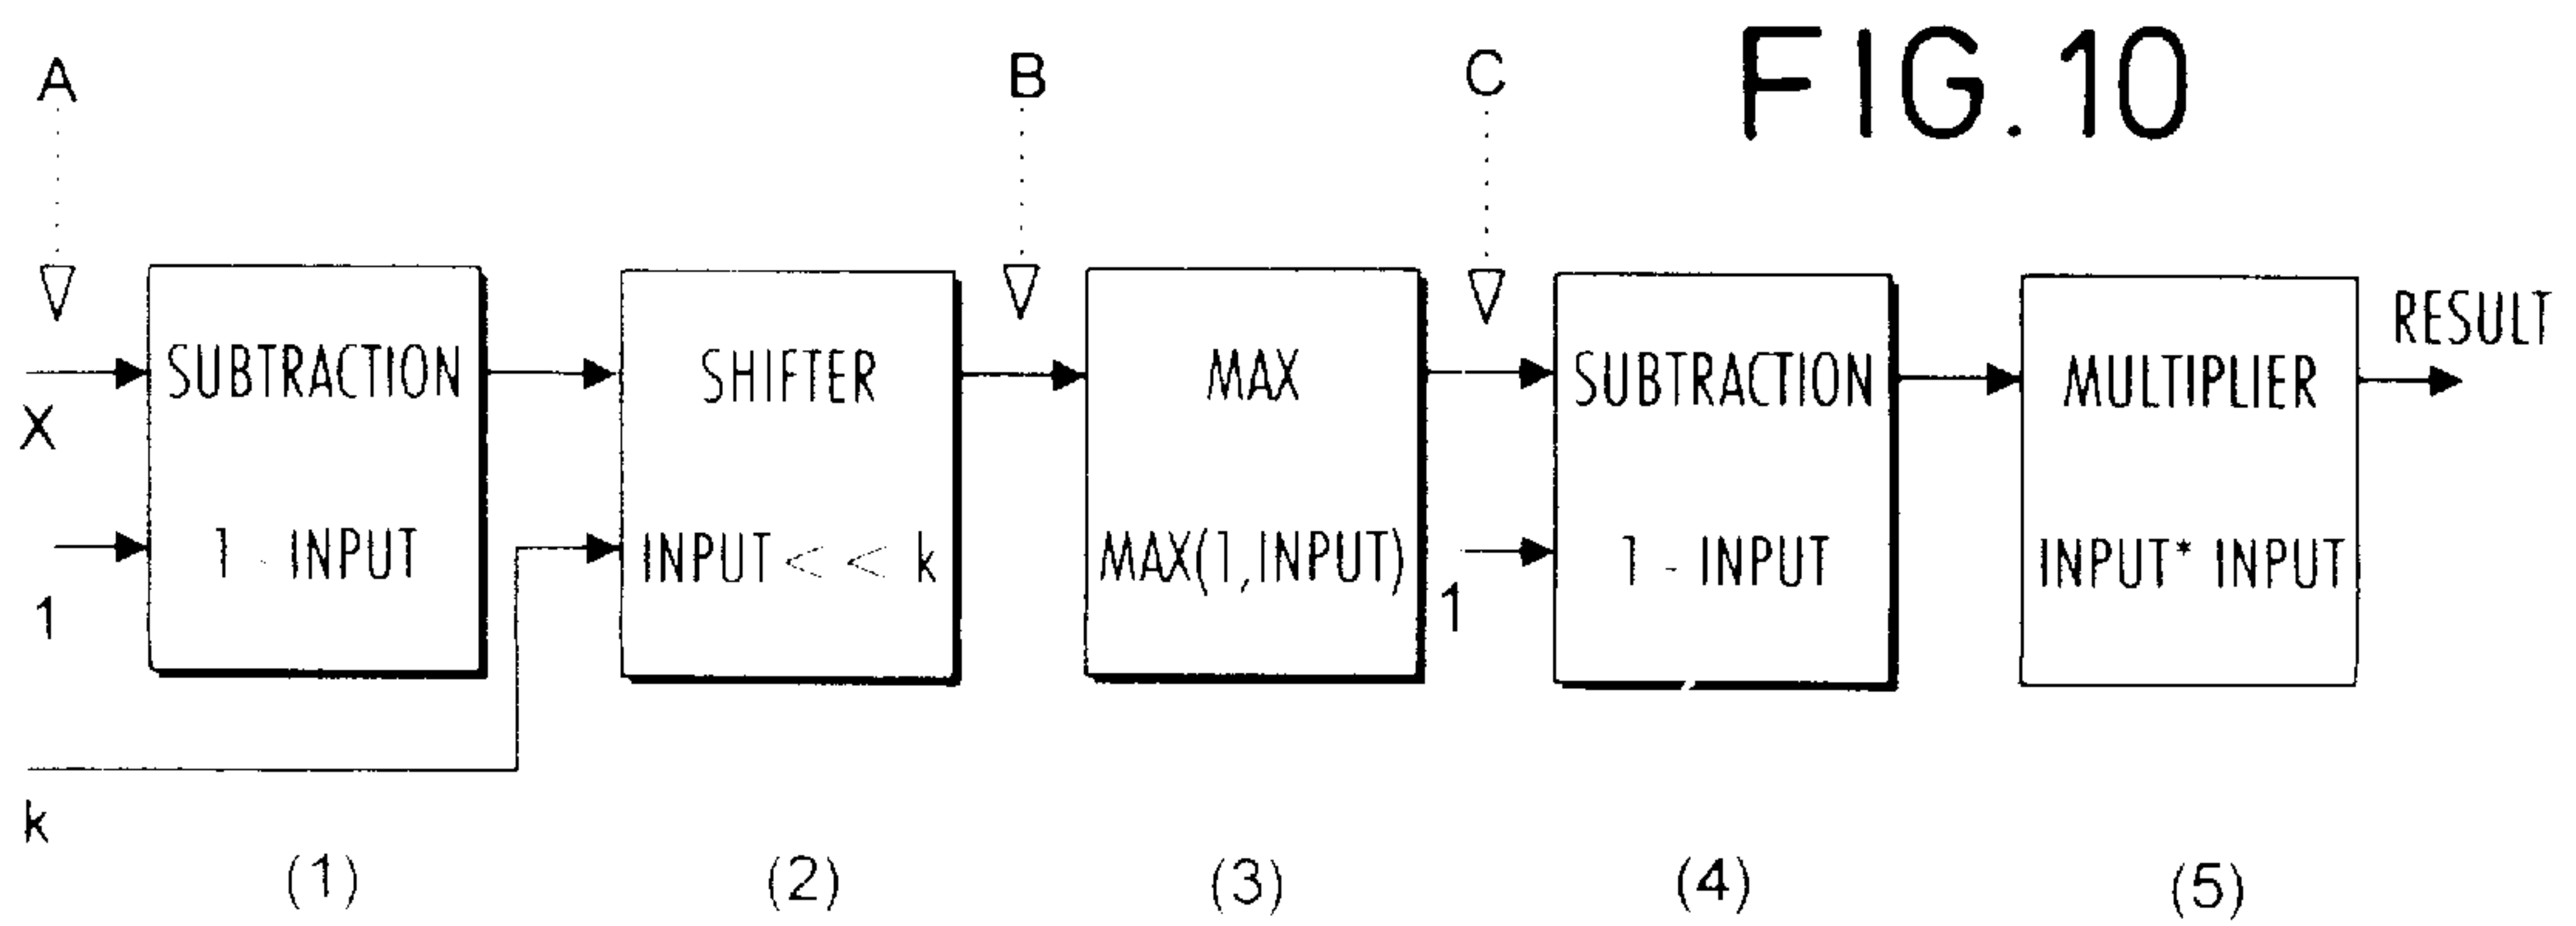 FIG. 10
A
B
C
X
1
k
SUBTRACTION
1 - INPUT
(1)
SHIFTER
INPUT < < k
(2)
MAX
MAX(1,INPUT)
(3)
1
SUBTRACTION
1 - INPUT
(4)
MULTIPLIER
INPUT* INPUT
(5)
RESULT